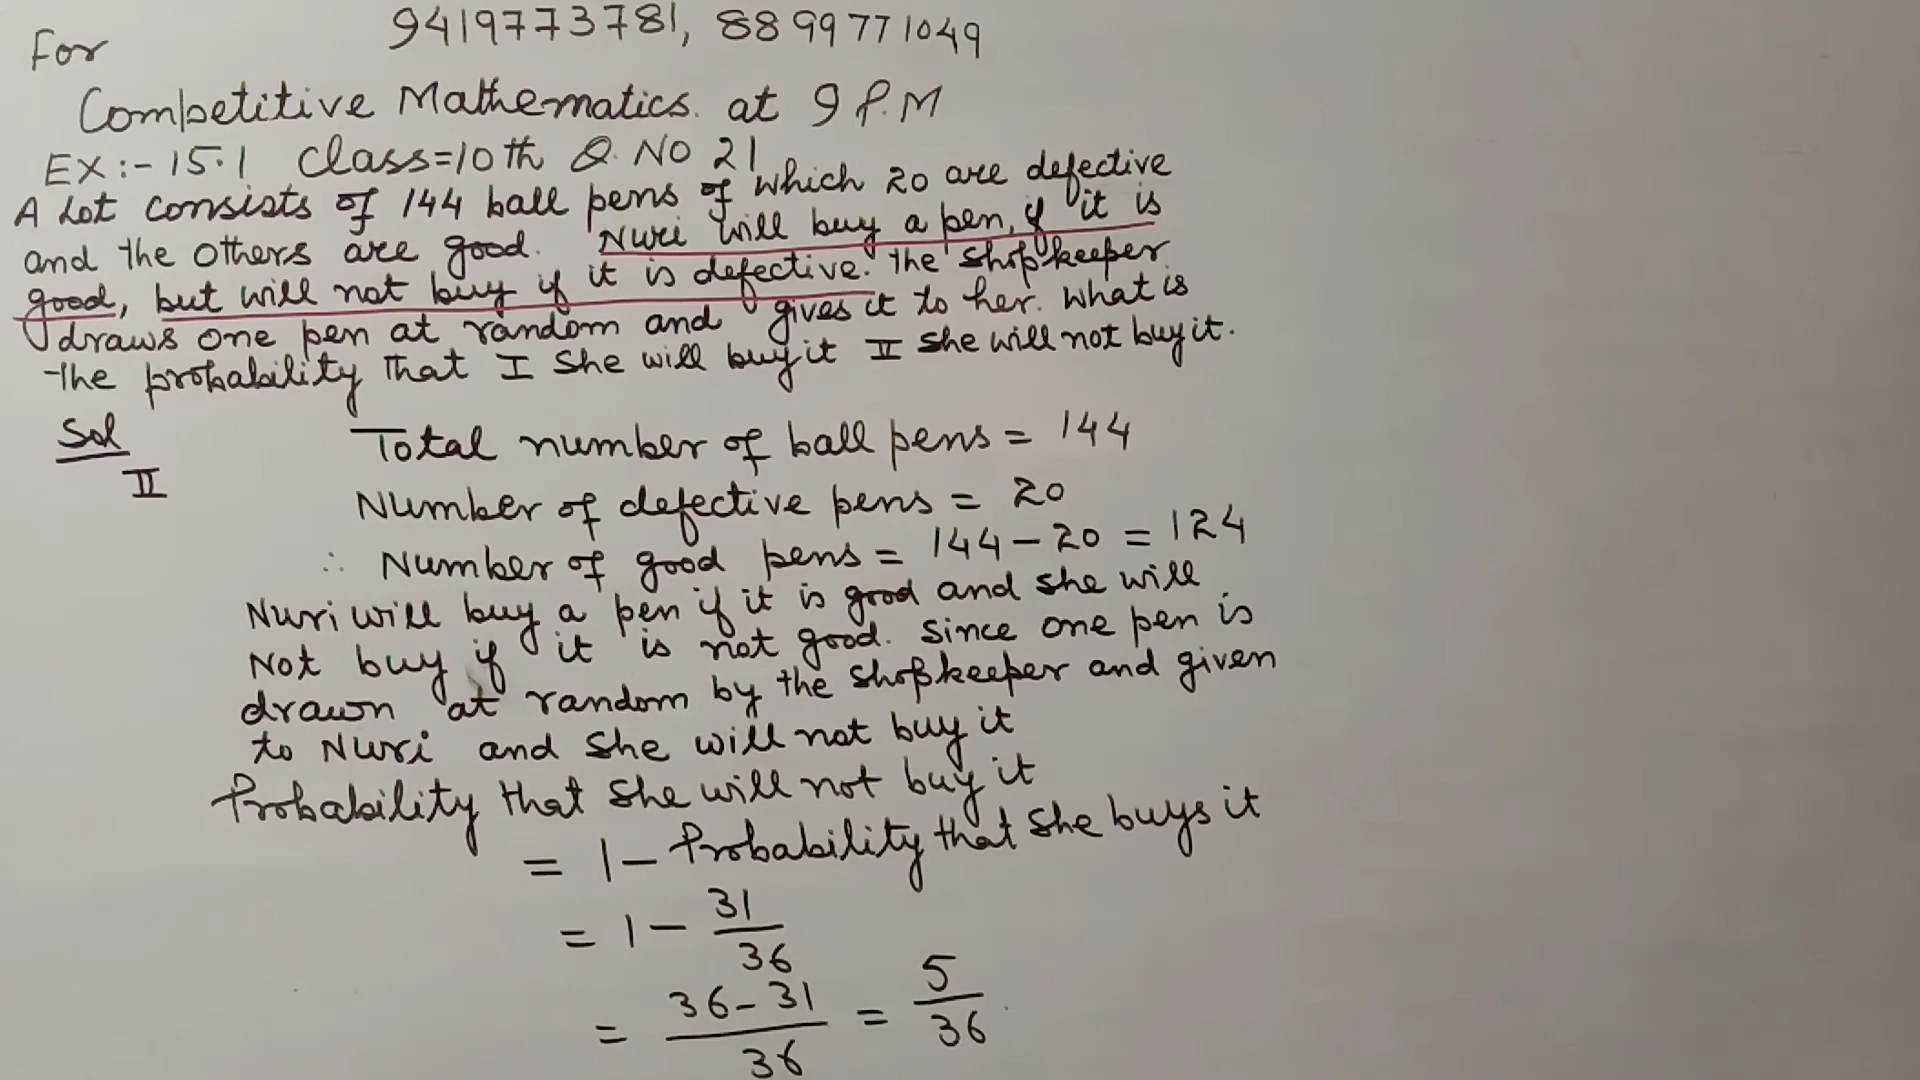 For 9419773781, 8899771049
Competitive Mathematics. at 9 P.M
EX:- 15.1 Class=10th Q. NO 21
A Lot consists of 144 ball pens of which 20 are defective
and the others are good. Nuri will buy a pen, if it is
good, but will not buy if it is defective. The shopkeeper
draws one pen at random and gives it to her. What is
the probability that I She will buy it II she will not buy it.
Sol
II
Total number of ball pens = 144
Number of defective pens = 20
∴ Number of good pens = 144 - 20 = 124
Nuri will buy a pen if it is good and she will
Not buy if it is not good. Since one pen is
drawn at random by the shopkeeper and given
to Nuri and she will not buy it
Probability that she will not buy it
= 1 - Probability that she buys it
= 1 - 31/36
= 36-31/36 = 5/36